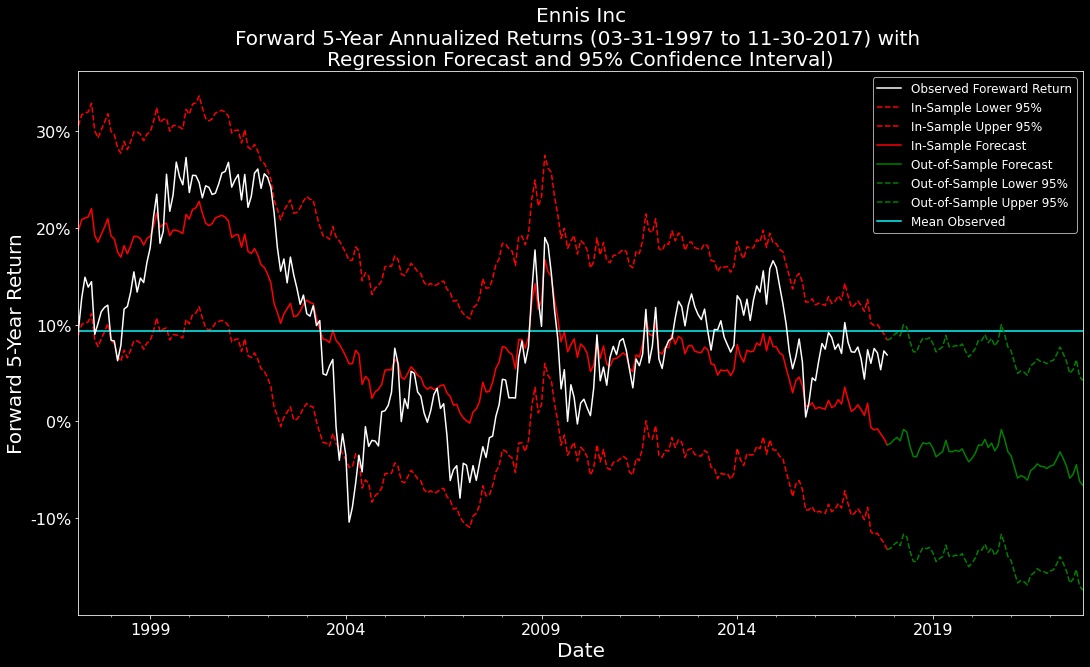 Ennis Inc
Forward 5-Year Annualized Returns (03-31-1997 to 11-30-2017) with
Regression Forecast and 95% Confidence Interval)
Observed Foreward Return
In-Sample Lower 95%
In-Sample Upper 95%
In-Sample Forecast
Out-of-Sample Forecast
Out-of-Sample Lower 95%
Out-of-Sample Upper 95%
Mean Observed
Forward 5-Year Return
30%
20%
10%
0%
-10%
1999
2004
2009
2014
2019
Date